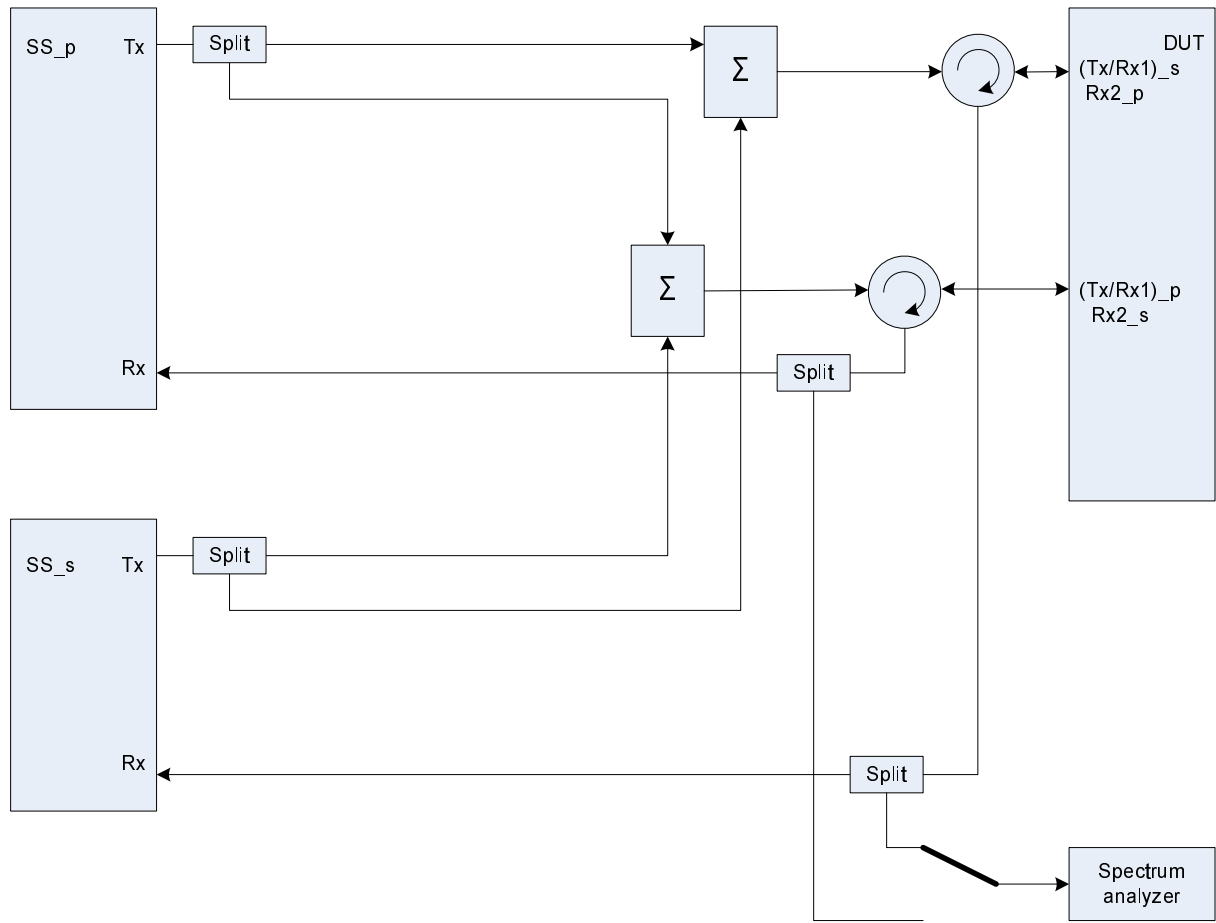 SS_p
Tx
Split
Σ
DUT
(Tx/Rx1)_s
Rx2_p
Σ
(Tx/Rx1)_p
Rx2_s
Rx
Split
SS_s
Tx
Split
Rx
Split
Spectrum
analyzer